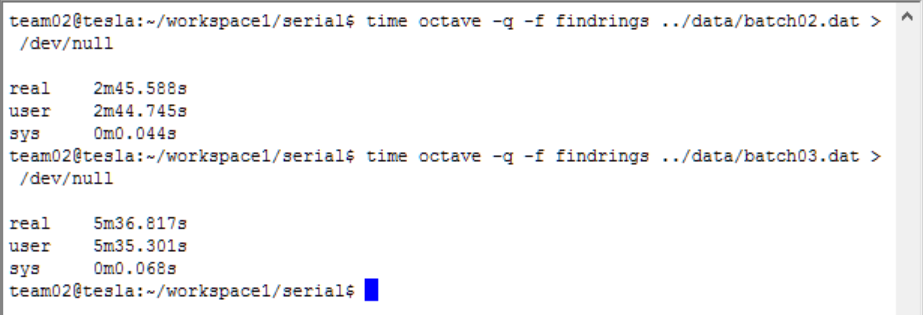 team02@tesla:~/workspace1/serial$ time octave -q -f findrings ../data/batch02.dat >
 /dev/null
real    2m45.588s
user    2m44.745s
sys     0m0.044s
team02@tesla:~/workspace1/serial$ time octave -q -f findrings ../data/batch03.dat >
 /dev/null
real    5m36.817s
user    5m35.301s
sys     0m0.068s
team02@tesla:~/workspace1/serial$